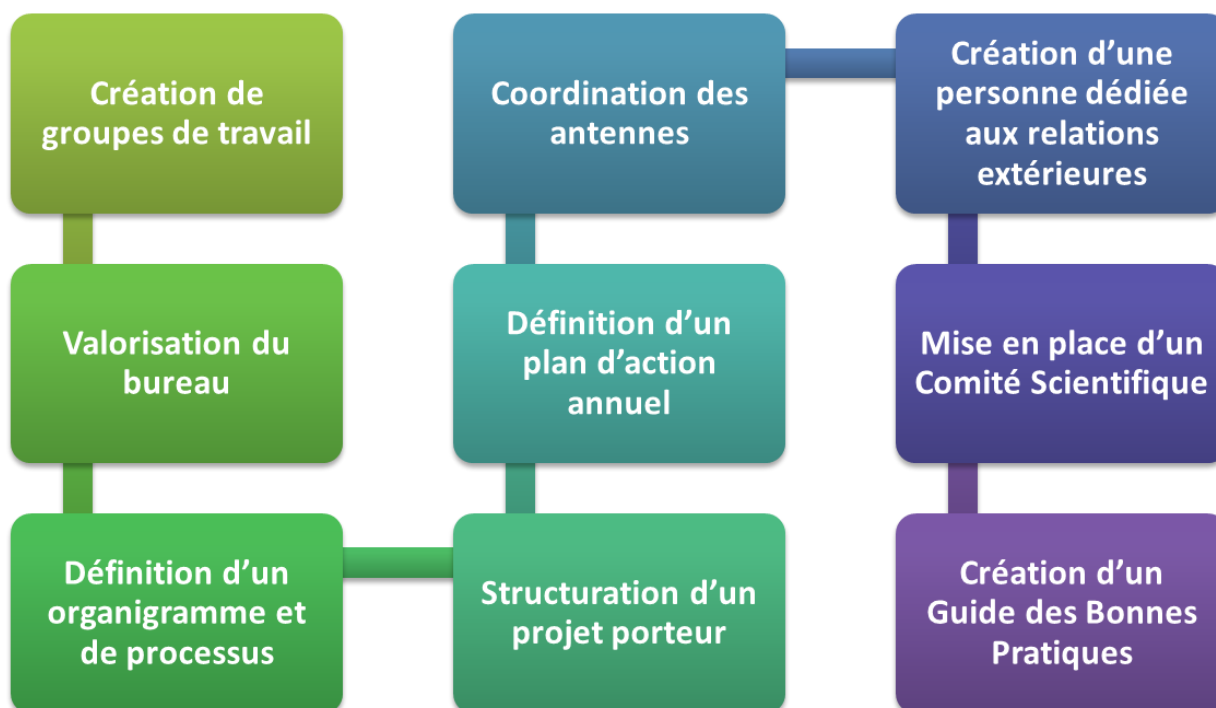 Création de
groupes de travail
Valorisation du
bureau
Définition d’un
organigramme et
de processus
Structuration d’un
projet porteur
Définition d’un
plan d’action
annuel
Coordination des
antennes
Création d’une
personne dédiée
aux relations
extérieures
Mise en place d’un
Comité Scientifique
Création d’un
Guide des Bonnes
Pratiques